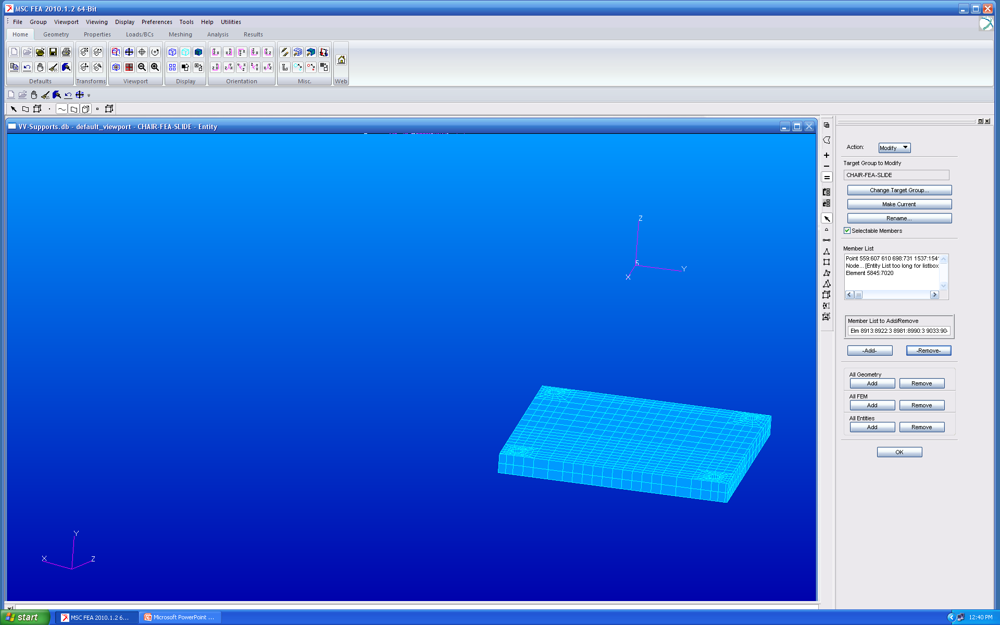 MSC FEA 2010.1.2 64-Bit
File Group Viewport Viewing Display Preferences Tools Help Utilities
Home Geometry Properties Loads/BCs Meshing Analysis Results
Defaults Transforms Viewport Display Orientation Misc. Web
VV-Supports.db - default_viewport - CHAIR-FEA-SLIDE - Entity
Action: Modify
Target Group to Modify
CHAIR-FEA-SLIDE
Change Target Group...
Make Current
Rename...
Selectable Members
Member List
Point 559:607 610 698:731 1537:154
Node... [Entity List too long for listbox
Element 5845:7020
Member List to Add/Remove
Elm 8913:8922:3 8981:8990:3 9033:90
-Add- -Remove-
All Geometry
Add Remove
All FEM
Add Remove
All Entities
Add Remove
OK
Z
5
Y
X
Y
X
Z
start MSC FEA 2010.1.2 6... Microsoft PowerPoint ... 12:40 PM